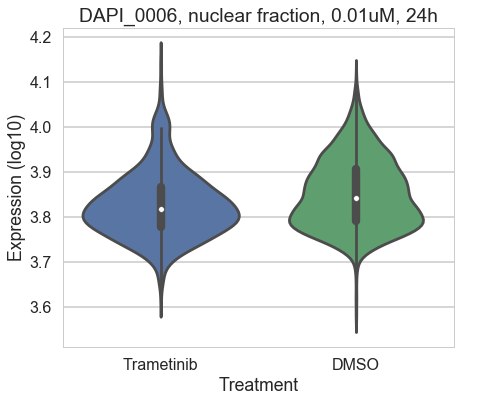 DAPI_0006, nuclear fraction, 0.01uM, 24h
Expression (log10)
4.2
4.1
4.0
3.9
3.8
3.7
3.6
Trametinib DMSO
Treatment